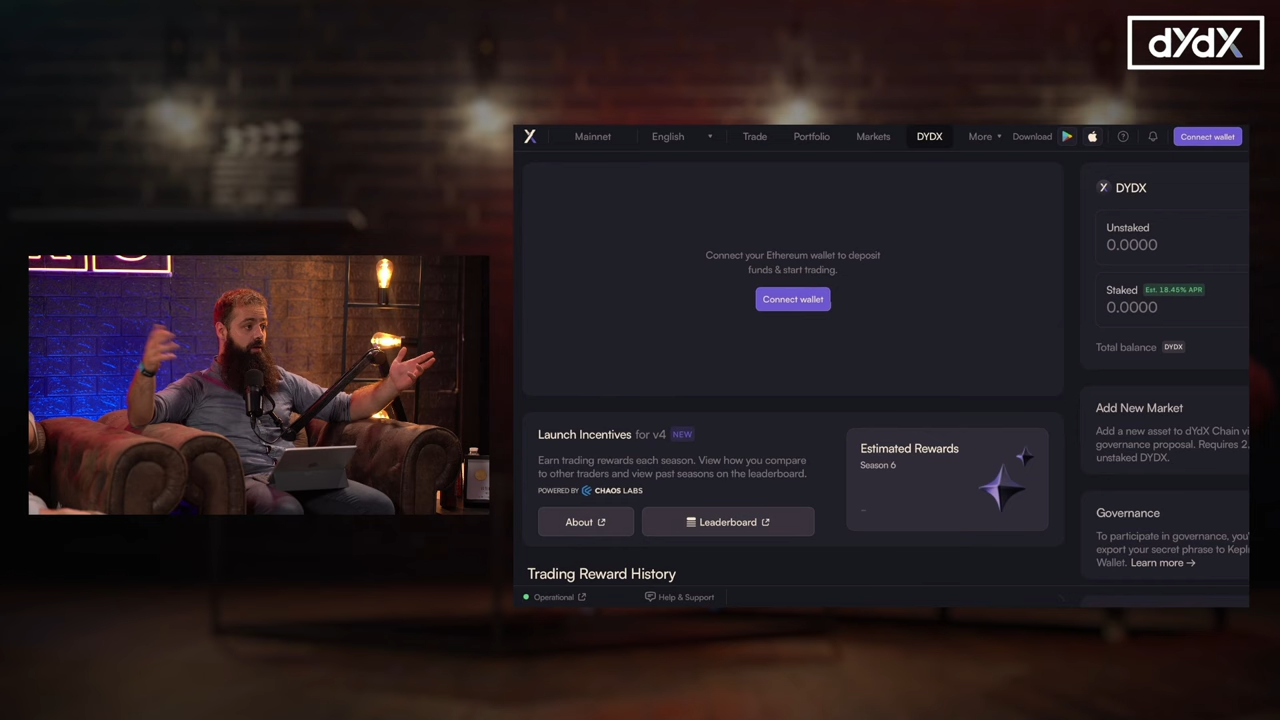 dYdX
X Mainnet English Trade Portfolio Markets DYDX More Download Connect wallet
Connect your Ethereum wallet to deposit
funds & start trading.
Connect wallet
Launch Incentives for v4 NEW
Earn trading rewards each season. View how you compare
to other traders and view past seasons on the leaderboard.
POWERED BY CHAOS LABS
About
Leaderboard
Estimated Rewards
Season 6
Trading Reward History
Operational
Help & Support
DYDX
Unstaked
0.0000
Staked Est. 18.45% APR
0.0000
Total balance DYDX
Add New Market
Add a new asset to dYdX Chain vi
governance proposal. Requires 2,
unstaked DYDX.
Governance
To participate in governance, you'
export your secret phrase to Kepl
Wallet. Learn more →